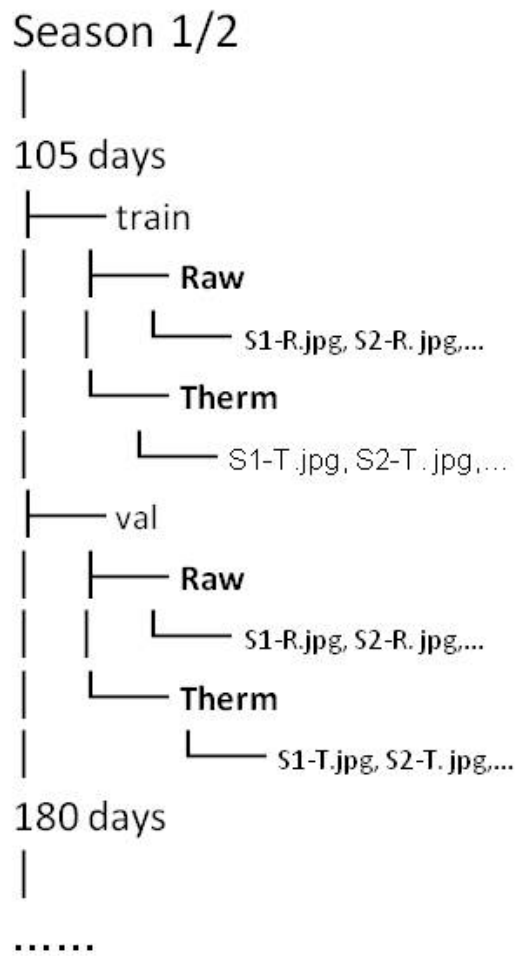 Season 1/2
105 days
train
Raw
S1-R.jpg, S2-R. jpg,...
Therm
S1-T .jpg, S2-T . jpg,...
val
Raw
S1-R.jpg, S2-R. jpg,...
Therm
S1-T.jpg, S2-T. jpg,...
180 days
......